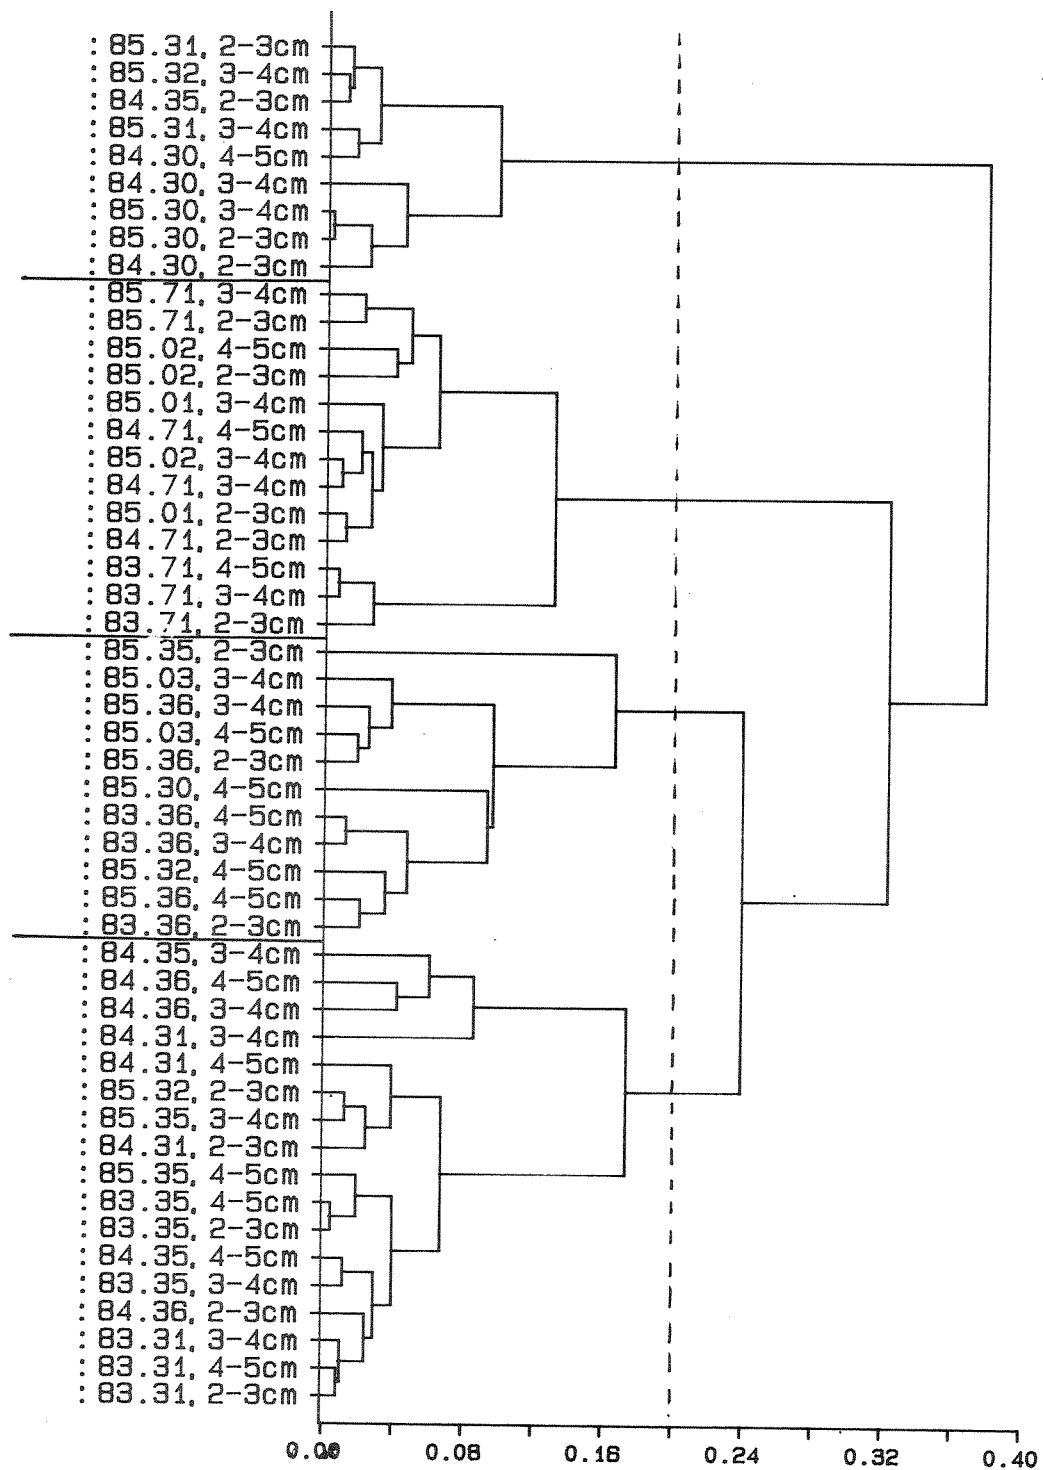 : 85.31, 2-3cm
: 85.32, 3-4cm
: 84.35, 2-3cm
: 85.31, 3-4cm
: 84.30, 4-5cm
: 84.30, 3-4cm
: 85.30, 3-4cm
: 85.30, 2-3cm
: 84.30, 2-3cm
: 85.71, 3-4cm
: 85.71, 2-3cm
: 85.02, 4-5cm
: 85.02, 2-3cm
: 85.01, 3-4cm
: 84.71, 4-5cm
: 85.02, 3-4cm
: 84.71, 3-4cm
: 85.01, 2-3cm
: 84.71, 2-3cm
: 83.71, 4-5cm
: 83.71, 3-4cm
: 83.71, 2-3cm
: 85.35, 2-3cm
: 85.03, 3-4cm
: 85.36, 3-4cm
: 85.03, 4-5cm
: 85.36, 2-3cm
: 85.30, 4-5cm
: 83.36, 4-5cm
: 83.36, 3-4cm
: 85.32, 4-5cm
: 85.36, 4-5cm
: 83.36, 2-3cm
: 84.35, 3-4cm
: 84.36, 4-5cm
: 84.36, 3-4cm
: 84.31, 3-4cm
: 84.31, 4-5cm
: 85.32, 2-3cm
: 85.35, 3-4cm
: 84.31, 2-3cm
: 85.35, 4-5cm
: 83.35, 4-5cm
: 83.35, 2-3cm
: 84.35, 4-5cm
: 83.35, 3-4cm
: 84.36, 2-3cm
: 83.31, 3-4cm
: 83.31, 4-5cm
: 83.31, 2-3cm
0.00 0.08 0.16 0.24 0.32 0.40